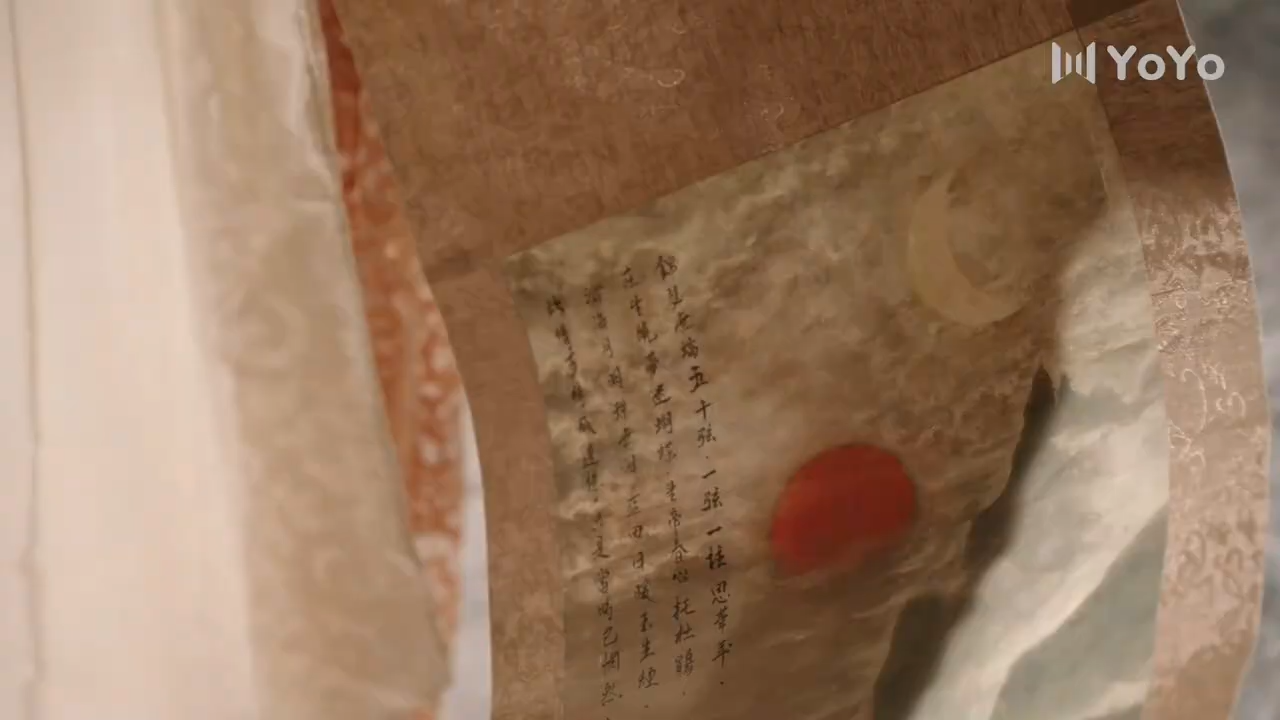 錦瑟無端五十弦．一弦一柱思華年．
莊生曉夢迷蝴蝶．望帝春心托杜鵑．
滄海月明珠有淚．藍田日暖玉生煙．
此情可待成追憶．只是當時已惘然．
YoYo